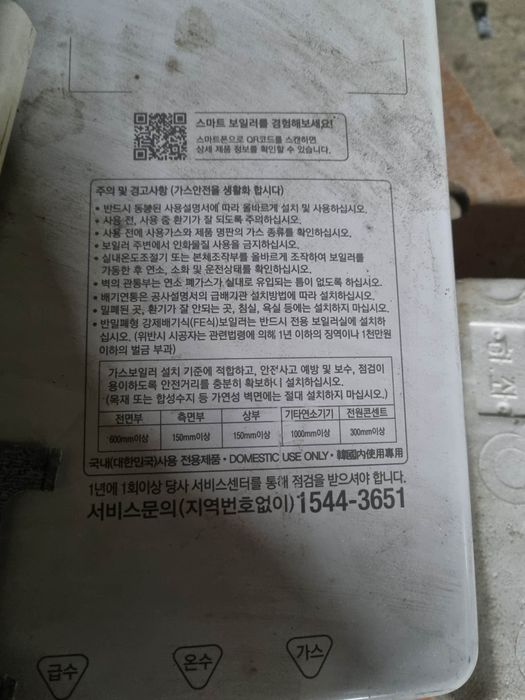 스마트 보일러를 경험해보세요!
스마트폰으로 QR코드를 스캔하면
상세 제품 정보를 확인할 수 있습니다.
주의 및 경고사항 (가스안전을 생활화 합시다)
• 반드시 동봉된 사용설명서에 따라 올바르게 설치 및 사용하십시오.
• 사용 전, 사용 중 환기가 잘 되도록 주의하십시오.
• 사용 전에 사용가스와 제품 명판의 가스 종류를 확인하십시오.
• 보일러 주변에서 인화물질 사용을 금지하십시오.
• 실내온도조절기 또는 본체조작부를 올바르게 조작하여 보일러를
가동한 후 연소, 소화 및 운전상태를 확인하십시오.
• 벽의 관통부는 연소 폐가스가 실내로 유입되는 틈이 없도록 하십시오.
• 배기연통은 공사설명서의 급배기관 설치방법에 따라 설치하십시오.
• 밀폐된 곳, 환기가 잘 안되는 곳, 침실, 욕실 등에는 설치하지 마십시오.
• 반밀폐형 강제배기식(FE식)보일러는 반드시 전용 보일러실에 설치하
십시오. (위반시 시공자는 관련법령에 의해 1년 이하의 징역이나 1천만원
이하의 벌금 부과)
가스보일러 설치 기준에 적합하고, 안전사고 예방 및 보수, 점검이
용이하도록 안전거리를 충분히 확보하니 설치하십시오.
(목재 또는 합성수지 등 가연성 벽면에는 절대 설치하지 마십시오.)
전면부 측면부 상부 기타연소기기 전원콘센트
600mm이상 150mm이상 150mm이상 1000mm이상 300mm이상
국내(대한민국)사용 전용제품 • DOMESTIC USE ONLY • 韓國內使用專用
1년에 1회이상 당사 서비스센터를 통해 점검을 받으셔야 합니다.
서비스문의(지역번호없이)1544-3651
급수 온수 가스